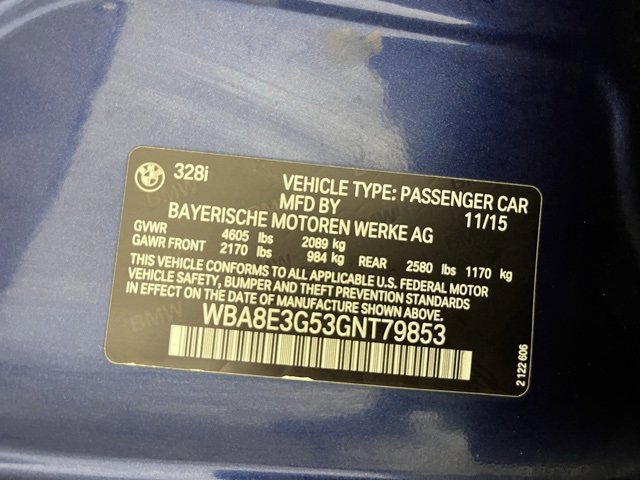 328i
VEHICLE TYPE: PASSENGER CAR
MFD BY 11/15
BAYERISCHE MOTOREN WERKE AG
GVWR 4605 lbs 2089 kg
GAWR FRONT 2170 lbs 984 kg REAR 2580 lbs 1170 kg
THIS VEHICLE CONFORMS TO ALL APPLICABLE U.S. FEDERAL MOTOR
VEHICLE SAFETY, BUMPER AND THEFT PREVENTION STANDARDS
IN EFFECT ON THE DATE OF MANUFACTURE SHOWN ABOVE.
WBA8E3G53GNT79853
2 122 606